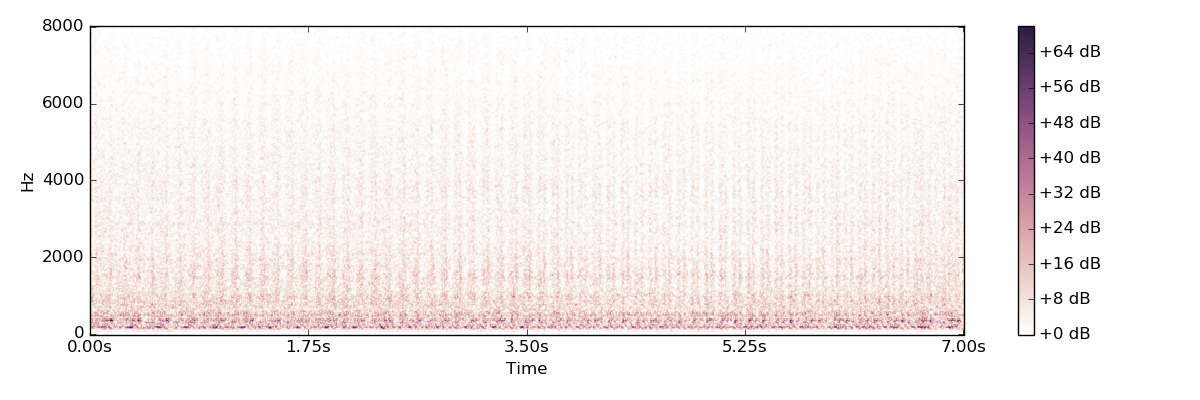 8000
6000
4000
2000
0
Hz
0.00s 1.75s 3.50s 5.25s 7.00s
Time
+64 dB
+56 dB
+48 dB
+40 dB
+32 dB
+24 dB
+16 dB
+8 dB
+0 dB